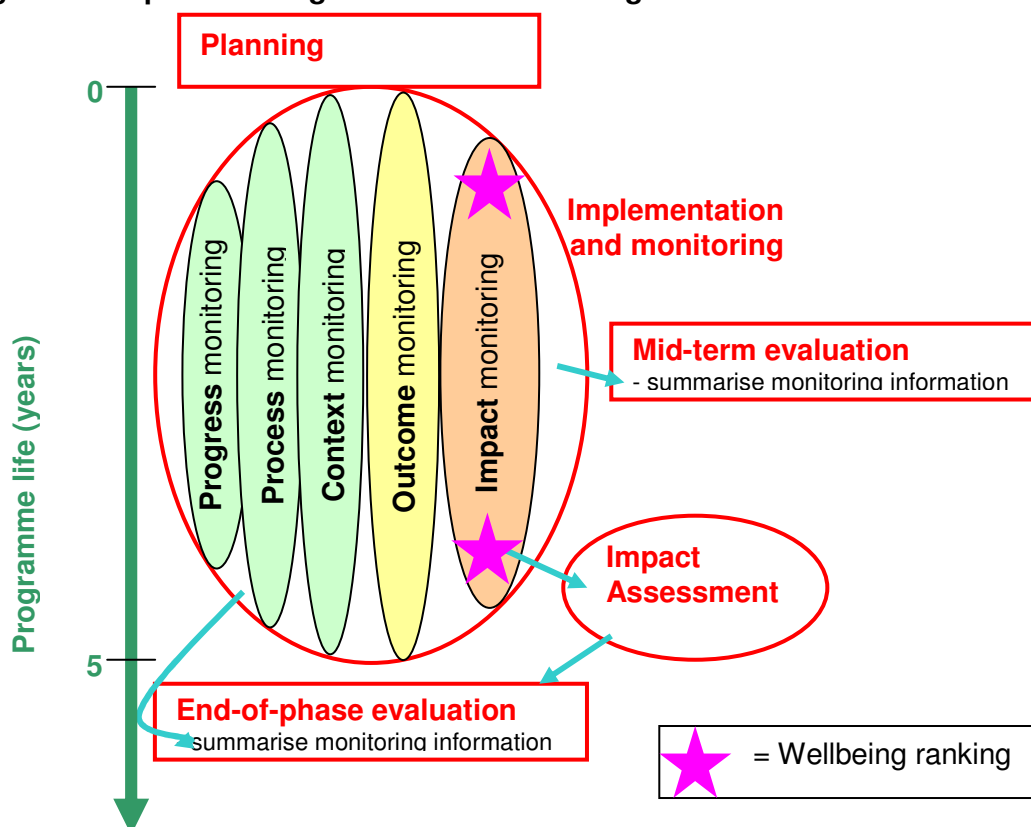 Planning
0
Progress monitoring
Process monitoring
Context monitoring
Outcome monitoring
Impact monitoring
Implementation
and monitoring
Mid-term evaluation
- summarise monitoring information
Programme life (years)
Impact
Assessment
5
End-of-phase evaluation
summarise monitoring information
= Wellbeing ranking